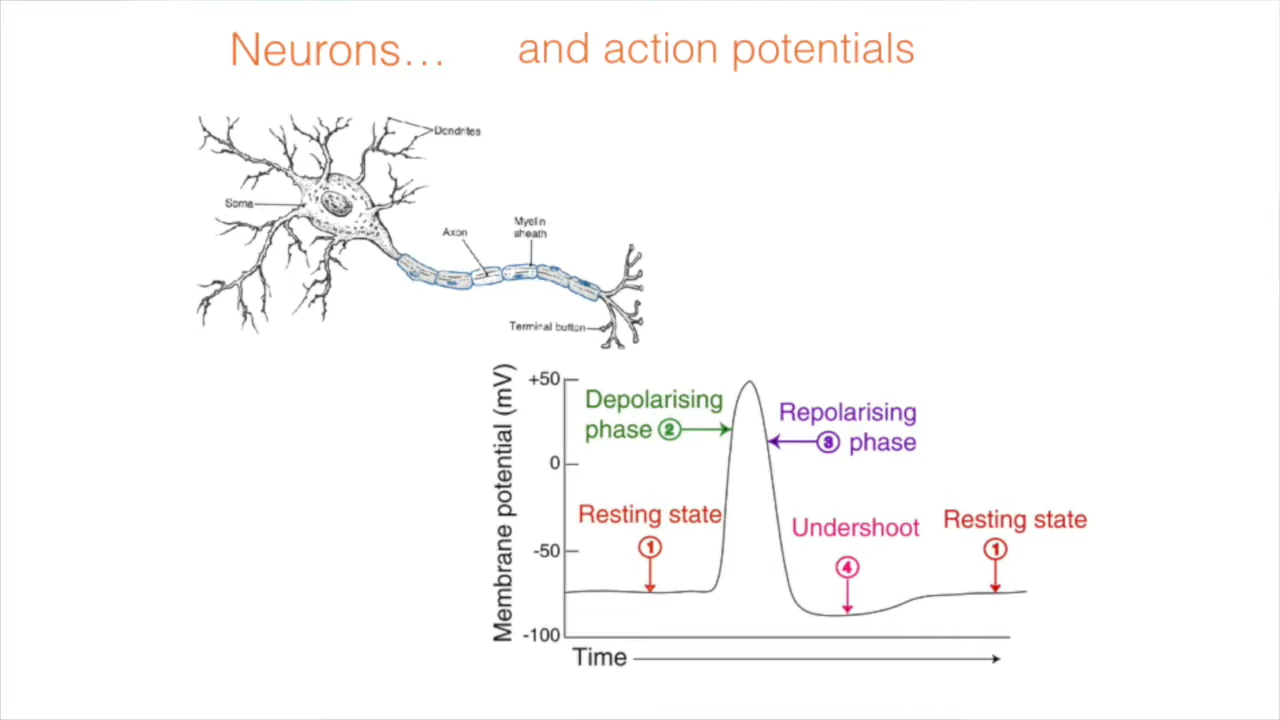 Neurons... and action potentials
Dendrites
Soma
Axon
Myelin
sheath
Terminal button
Membrane potential (mV)
+50
0
-50
-100
Depolarising
phase 2
Repolarising
3 phase
Resting state
1
Undershoot
4
Resting state
1
Time